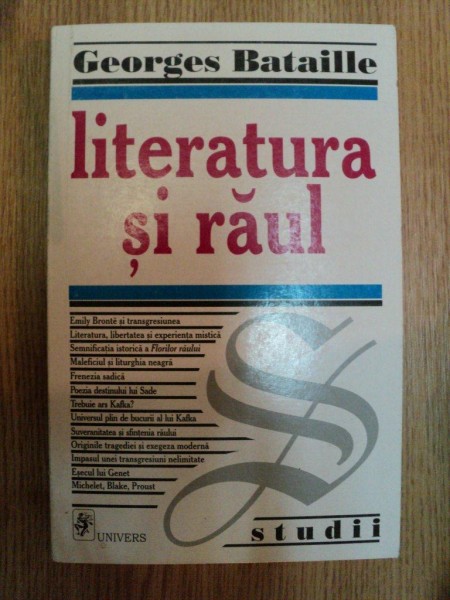 Georges Bataille
literatura
și răul
Emily Brontë și transgresiunea
Literatura, libertatea și experiența mistică
Semnificația istorică a Florilor răului
Maleficiul și liturghia neagră
Frenezia sadică
Poezia destinului lui Sade
Trebuie ars Kafka?
Universul plin de bucurii al lui Kafka
Suveranitatea și sfințenia răului
Originile tragediei și exegeza modernă
Impasul unei transgresiuni nelimitate
Eșecul lui Genet
Michelet, Blake, Proust
S
UNIVERS
studii